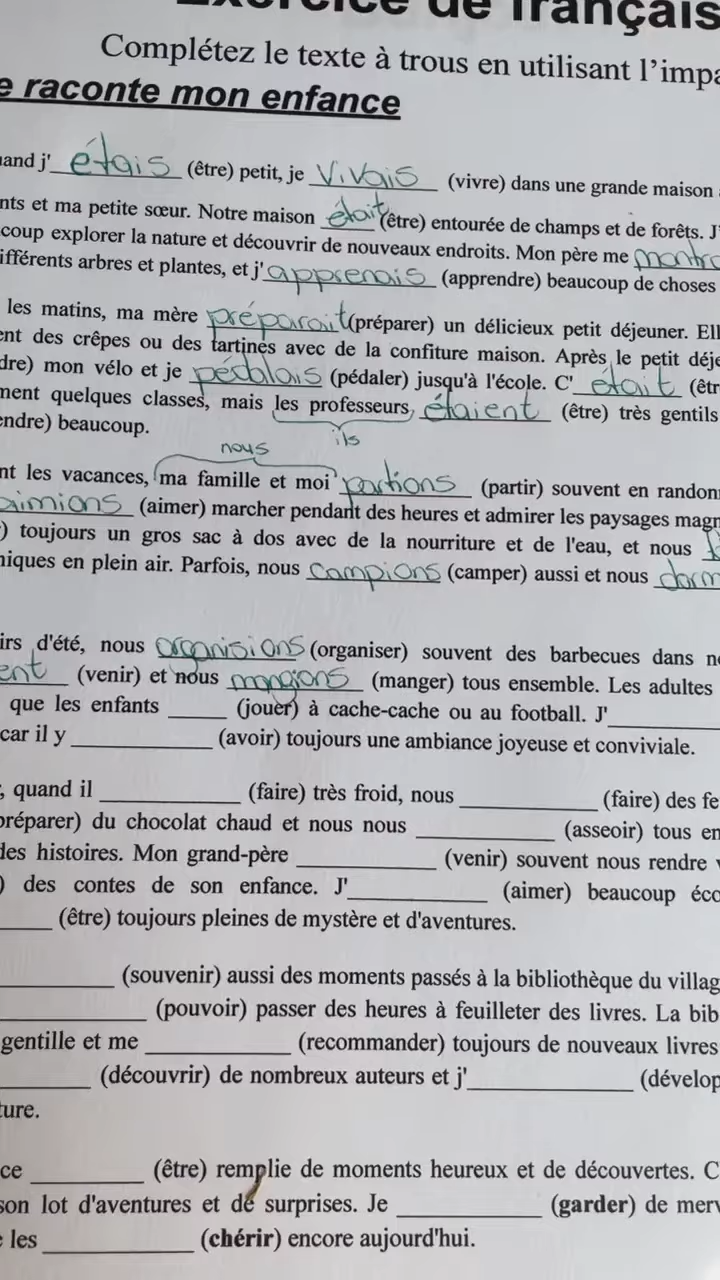 Exercice de français
Complétez le texte à trous en utilisant l'impa
e raconte mon enfance
uand j' étais (être) petit, je vivais (vivre) dans une grande maison
nts et ma petite sœur. Notre maison était (être) entourée de champs et de forêts. J'
coup explorer la nature et découvrir de nouveaux endroits. Mon père me montra
ifférents arbres et plantes, et j' apprenais (apprendre) beaucoup de choses
les matins, ma mère préparait (préparer) un délicieux petit déjeuner. Ell
ent des crêpes ou des tartines avec de la confiture maison. Après le petit déje
dre) mon vélo et je pédalais (pédaler) jusqu'à l'école. C' était (êtr
ment quelques classes, mais les professeurs, étaient (être) très gentils
endre) beaucoup.
ils
nous
nt les vacances, ma famille et moi partions (partir) souvent en random
aimions (aimer) marcher pendant des heures et admirer les paysages magn
) toujours un gros sac à dos avec de la nourriture et de l'eau, et nous
niques en plein air. Parfois, nous campions (camper) aussi et nous dorm
irs d'été, nous organisions (organiser) souvent des barbecues dans no
ent (venir) et nous mangions (manger) tous ensemble. Les adultes
que les enfants ______ (jouer) à cache-cache ou au football. J'__________
car il y ____________ (avoir) toujours une ambiance joyeuse et conviviale.
, quand il ____________ (faire) très froid, nous ____________ (faire) des fe
préparer) du chocolat chaud et nous nous ____________ (asseoir) tous en
des histoires. Mon grand-père ____________ (venir) souvent nous rendre v
) des contes de son enfance. J'____________ (aimer) beaucoup éco
_____ (être) toujours pleines de mystère et d'aventures.
__________ (souvenir) aussi des moments passés à la bibliothèque du villag
____________ (pouvoir) passer des heures à feuilleter des livres. La bib
gentille et me ____________ (recommander) toujours de nouveaux livres
________ (découvrir) de nombreux auteurs et j'______________ (dévelop
ture.
ce __________ (être) remplie de moments heureux et de découvertes. C
son lot d'aventures et de surprises. Je ____________ (garder) de merv
e les _____________ (chérir) encore aujourd'hui.